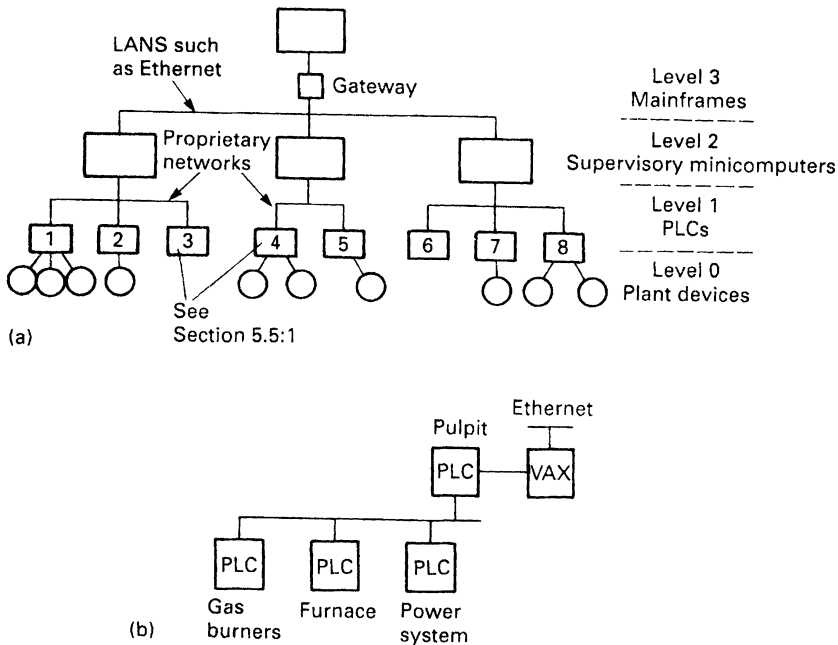 LANS such
as Ethernet
Gateway
Level 3
Mainframes
Proprietary
networks
Level 2
Supervisory minicomputers
1
2
3
4
5
6
7
8
Level 1
PLCs
Level 0
Plant devices
See
Section 5.5:1
(a)
Ethernet
Pulpit
PLC
VAX
PLC
PLC
PLC
Gas
burners
Furnace
Power
system
(b)